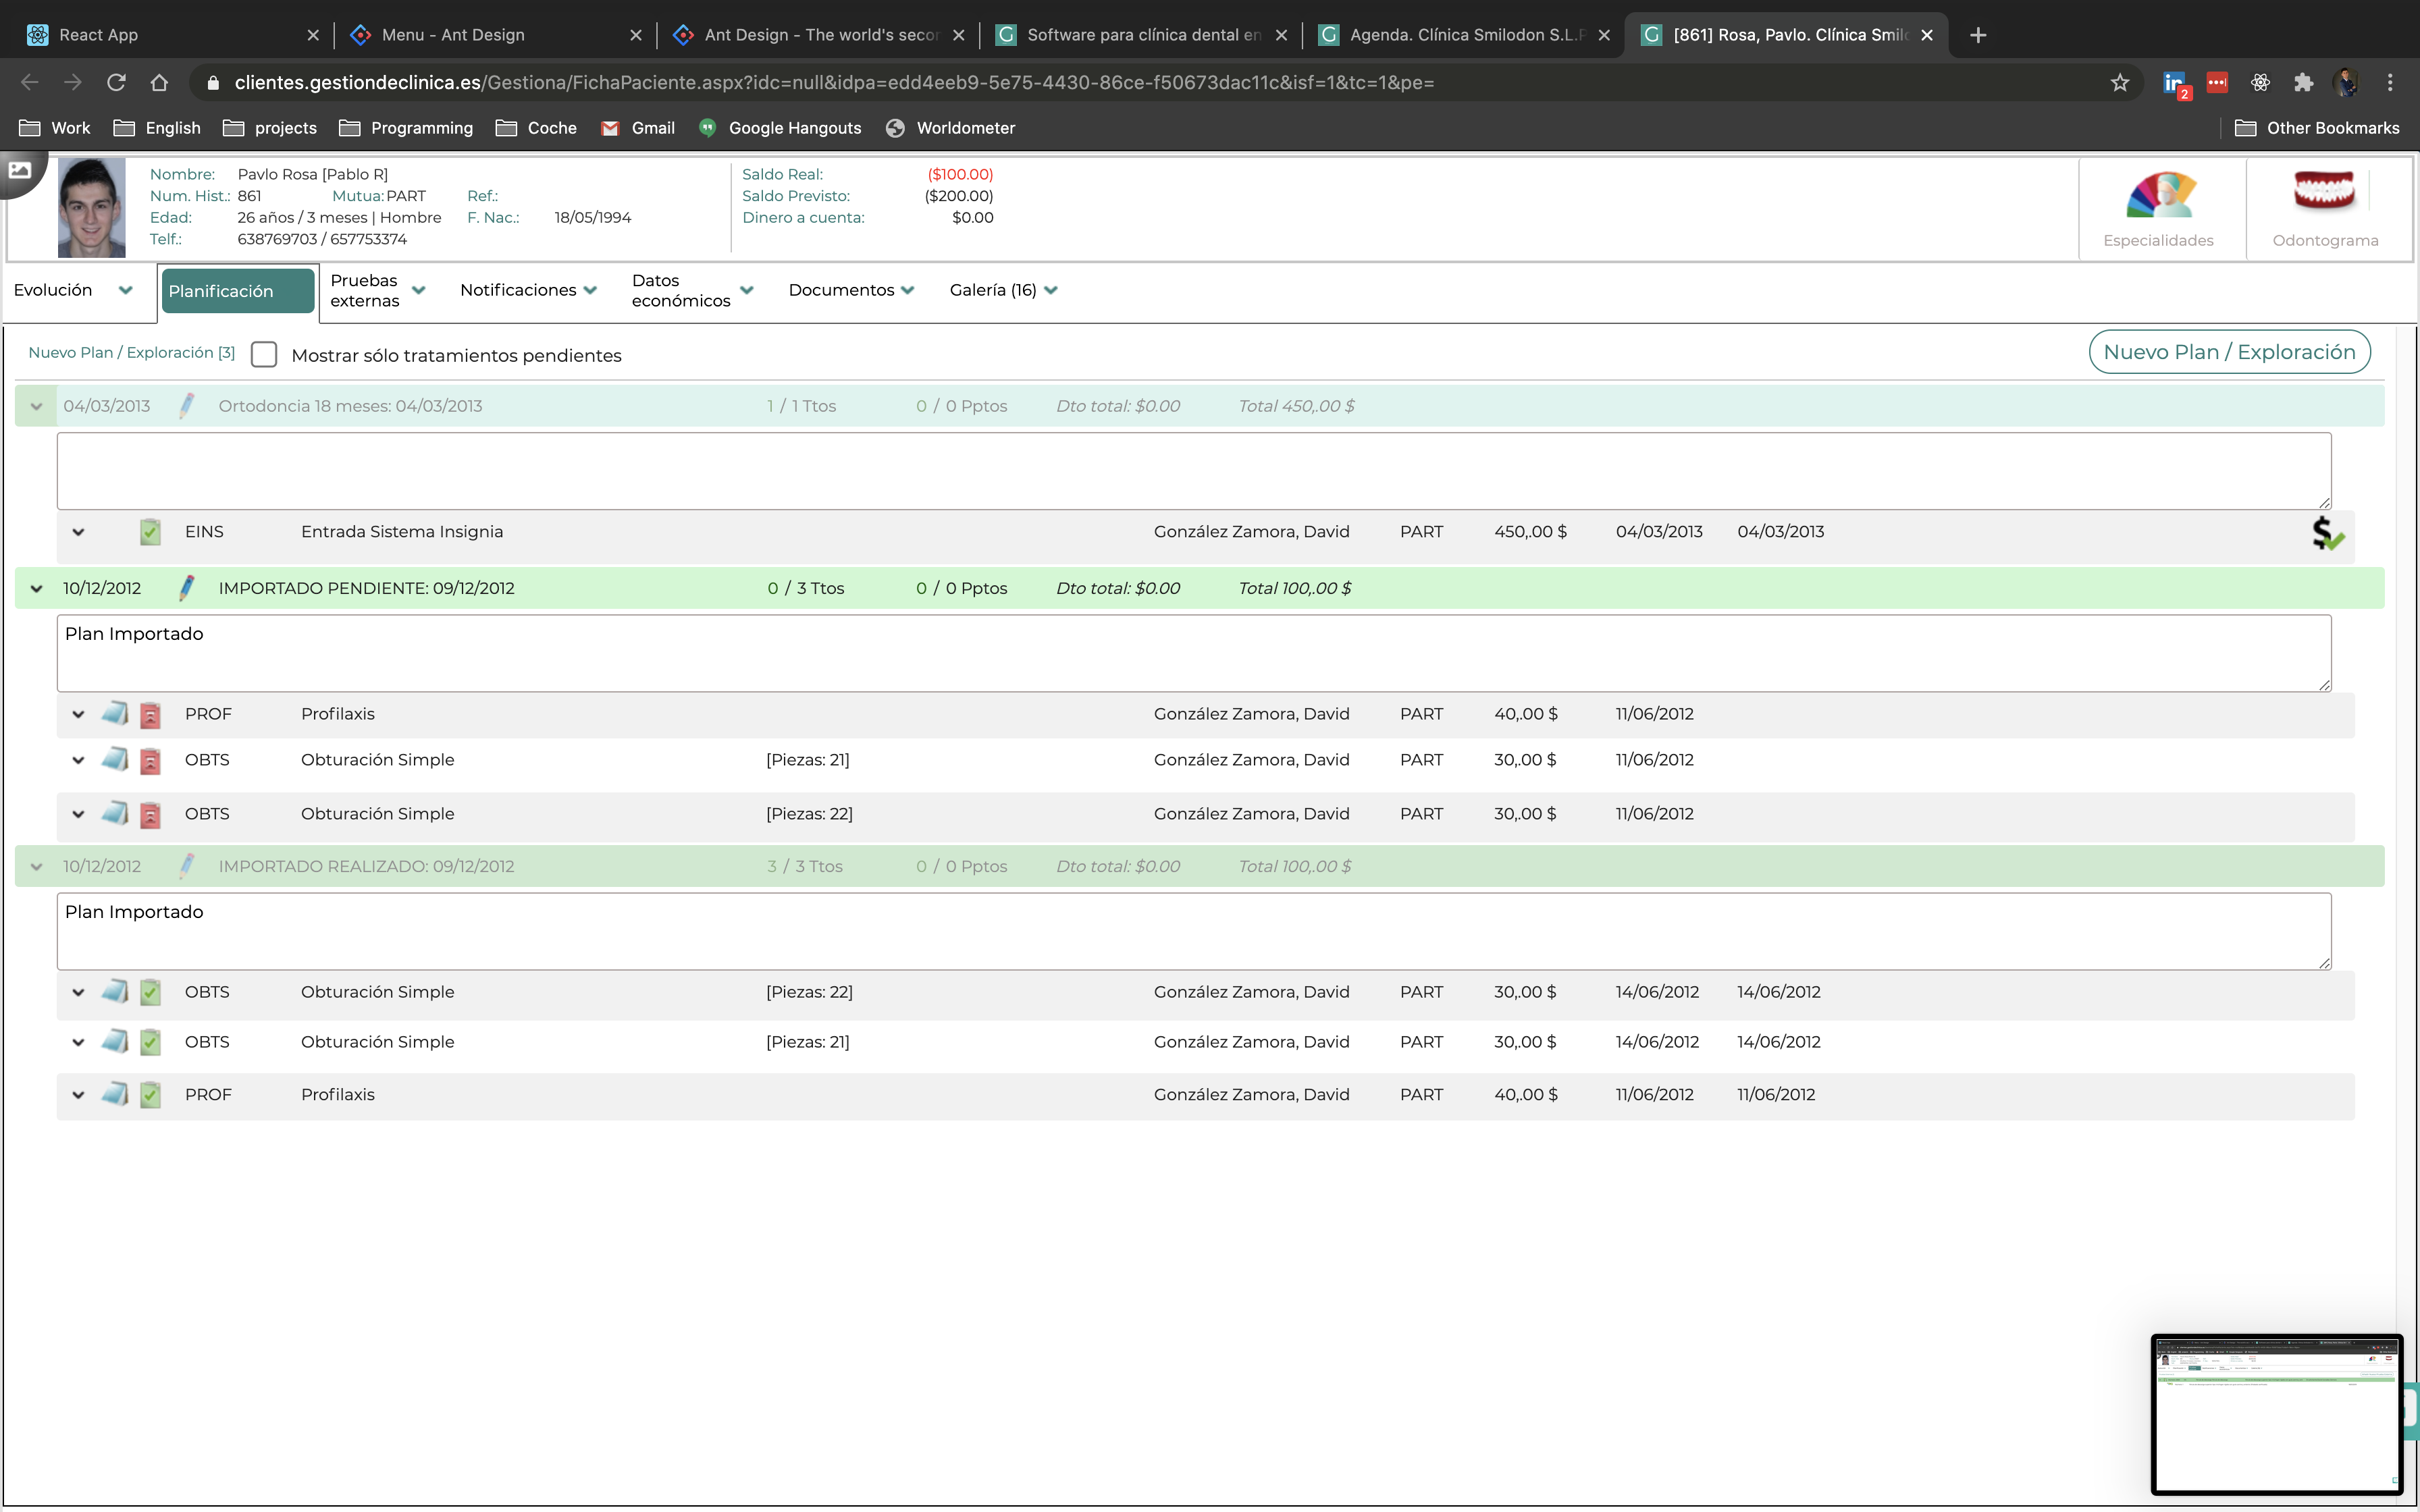 React App
Menu - Ant Design
Ant Design - The world's secon
Software para clínica dental en
Agenda. Clínica Smilodon S.L.P
[861] Rosa, Pavlo. Clínica Smilo
clientes.gestiondeclinica.es/Gestiona/FichaPaciente.aspx?idc=null&idpa=edd4eeb9-5e75-4430-86ce-f50673dac11c&isf=1&tc=1&pe=
in 2
Work English projects Programming Coche Gmail Google Hangouts Worldometer Other Bookmarks
Nombre: Pavlo Rosa [Pablo R]
Num. Hist.: 861 Mutua: PART Ref.:
Edad: 26 años / 3 meses | Hombre F. Nac.: 18/05/1994
Telf.: 638769703 / 657753374
Saldo Real: ($100.00)
Saldo Previsto: ($200.00)
Dinero a cuenta: $0.00
Especialidades
Odontograma
Evolución
Planificación
Pruebas externas
Notificaciones
Datos económicos
Documentos
Galería (16)
Nuevo Plan / Exploración [3] Mostrar sólo tratamientos pendientes
Nuevo Plan / Exploración
04/03/2013 Ortodoncia 18 meses: 04/03/2013 1 / 1 Ttos 0 / 0 Pptos Dto total: $0.00 Total 450,.00 $
EINS Entrada Sistema Insignia González Zamora, David PART 450,.00 $ 04/03/2013 04/03/2013
10/12/2012 IMPORTADO PENDIENTE: 09/12/2012 0 / 3 Ttos 0 / 0 Pptos Dto total: $0.00 Total 100,.00 $
Plan Importado
PROF Profilaxis González Zamora, David PART 40,.00 $ 11/06/2012
OBTS Obturación Simple [Piezas: 21] González Zamora, David PART 30,.00 $ 11/06/2012
OBTS Obturación Simple [Piezas: 22] González Zamora, David PART 30,.00 $ 11/06/2012
10/12/2012 IMPORTADO REALIZADO: 09/12/2012 3 / 3 Ttos 0 / 0 Pptos Dto total: $0.00 Total 100,.00 $
Plan Importado
OBTS Obturación Simple [Piezas: 22] González Zamora, David PART 30,.00 $ 14/06/2012 14/06/2012
OBTS Obturación Simple [Piezas: 21] González Zamora, David PART 30,.00 $ 14/06/2012 14/06/2012
PROF Profilaxis González Zamora, David PART 40,.00 $ 11/06/2012 11/06/2012